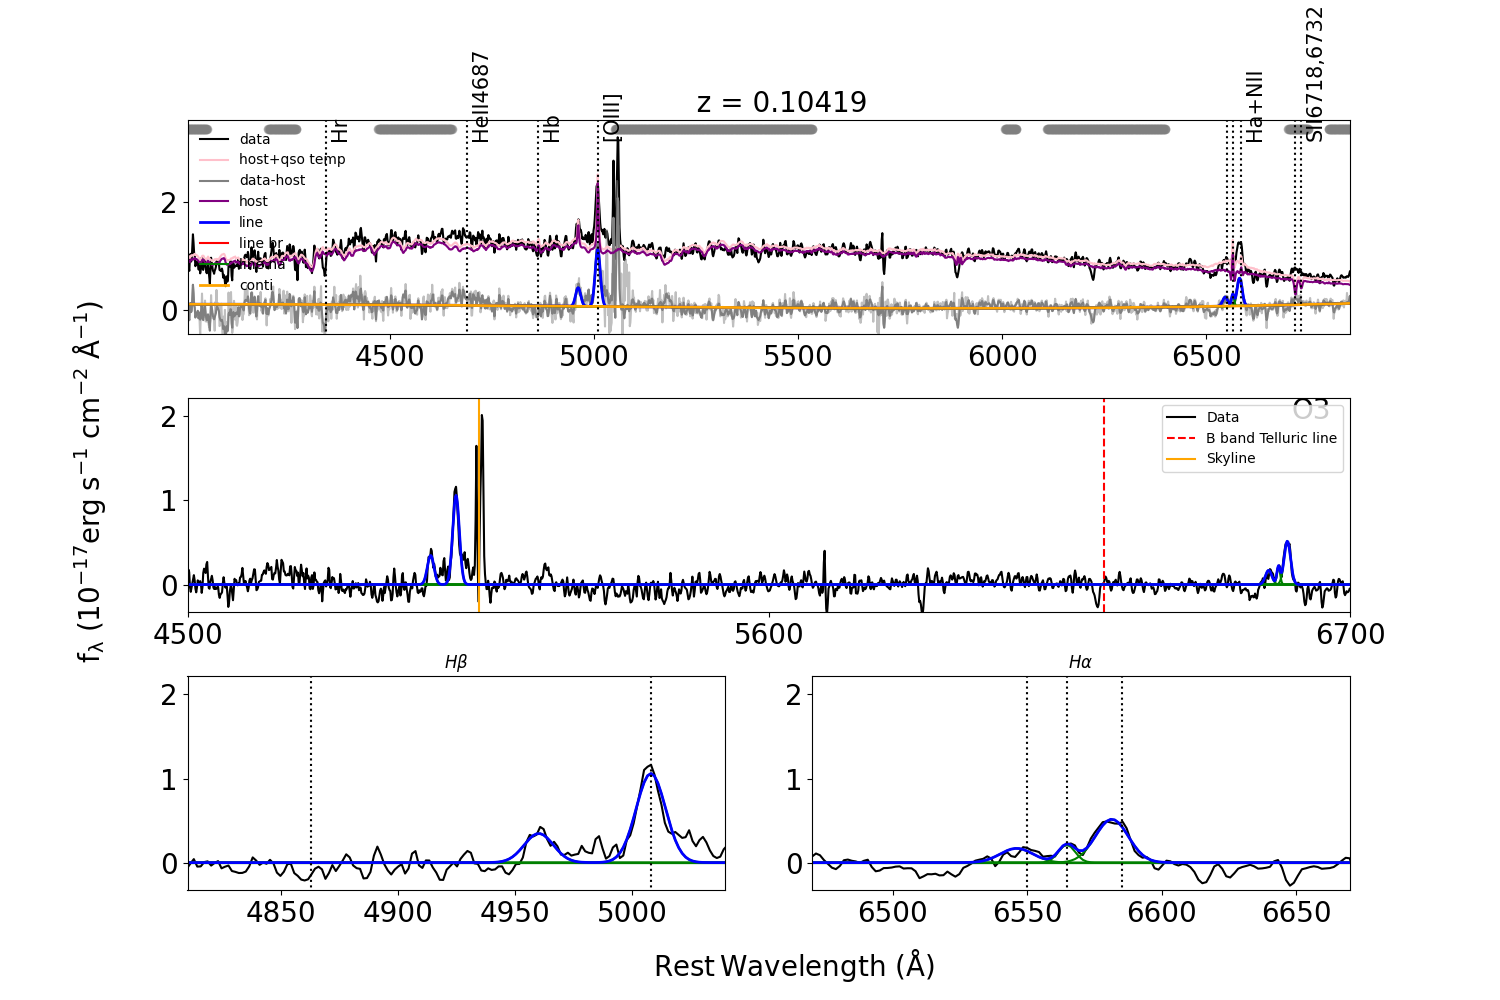 z = 0.10419
Hr
HeII4687
Hb
[OIII]
Ha+NII
SII6718,6732
data
host+qso temp
data-host
host
line
line br
conti
2
0
4500 5000 5500 6000 6500
f_λ (10^−17 erg s^−1 cm^−2 Å^−1)
O3
Data
B band Telluric line
Skyline
2
1
0
4500 5600 6700
Hβ
2
1
0
4850 4900 4950 5000
Hα
2
1
0
6500 6550 6600 6650
Rest Wavelength (Å)